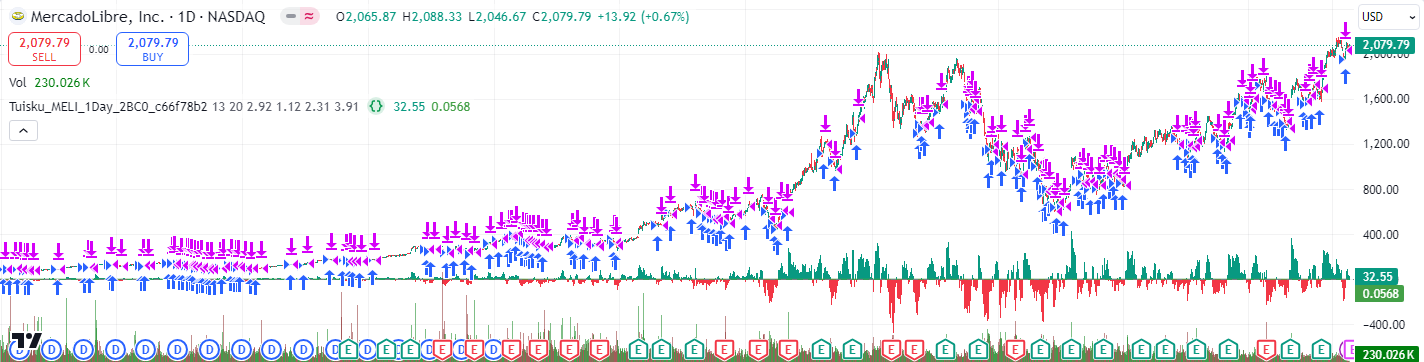 MercadoLibre, Inc. · 1D · NASDAQ O2,065.87 H2,088.33 L2,046.67 C2,079.79 +13.92 (+0.67%)
USD
2,079.79
SELL
0.00
2,079.79
BUY
Vol 230.026 K
Tuisku_MELI_1Day_2BC0_c66f78b2 13 20 2.92 1.12 2.31 3.91 {} 32.55 0.0568
2,079.79
2,000.00
1,600.00
1,200.00
800.00
400.00
32.55
0.0568
−400.00
230.026 K
D D D D D D D D D D D E D E E D E D E D E E E E E E E E E E E E E E E E E E E E E E E E E